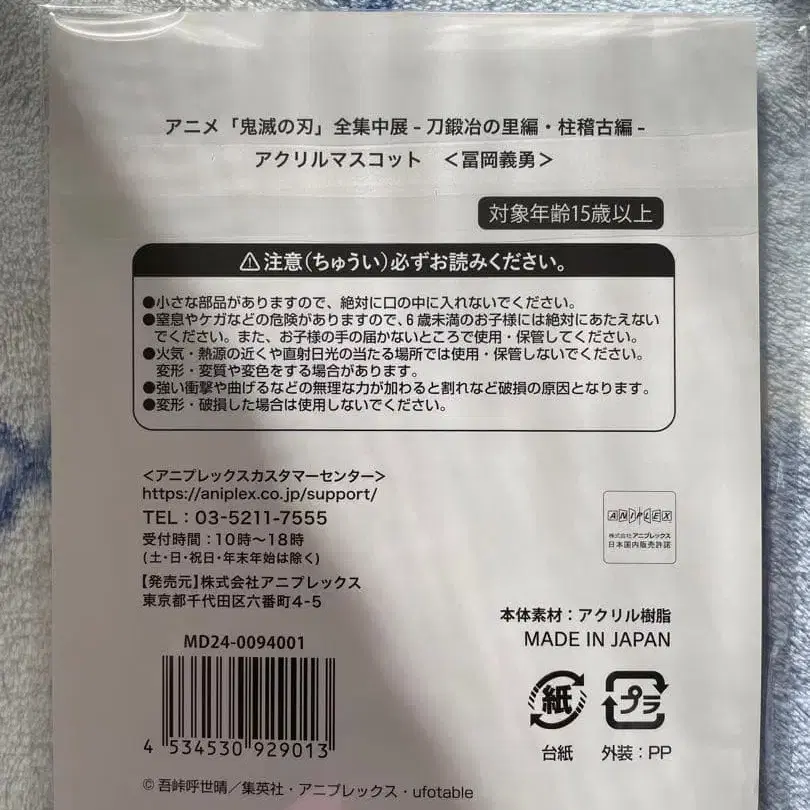 アニメ「鬼滅の刃」全集中展 - 刀鍛冶の里編・柱稽古編 -
アクリルマスコット ＜冨岡義勇＞
対象年齢15歳以上
⚠注意(ちゅうい)必ずお読みください。
●小さな部品がありますので、絶対に口の中に入れないでください。
●窒息やケガなどの危険がありますので、6歳未満のお子様には絶対にあたえない
でください。また、お子様の手の届かないところで使用・保管してください。
●火気・熱源の近くや直射日光の当たる場所では使用・保管しないでください。
変形・変質や変色をする場合があります。
●強い衝撃や曲げるなどの無理な力が加わると割れなど破損の原因となります。
●変形・破損した場合は使用しないでください。
＜アニプレックスカスタマーセンター＞
https://aniplex.co.jp/support/
TEL：03-5211-7555
受付時間：10時〜18時
(土・日・祝日・年末年始は除く)
【発売元】株式会社アニプレックス
東京都千代田区六番町4-5
ANIPLEX
株式会社アニプレックス
日本国内販売許諾
本体素材：アクリル樹脂
MADE IN JAPAN
MD24-0094001
4 534530 929013
紙
プラ
台紙
外装：PP
© 吾峠呼世晴／集英社・アニプレックス・ufotable